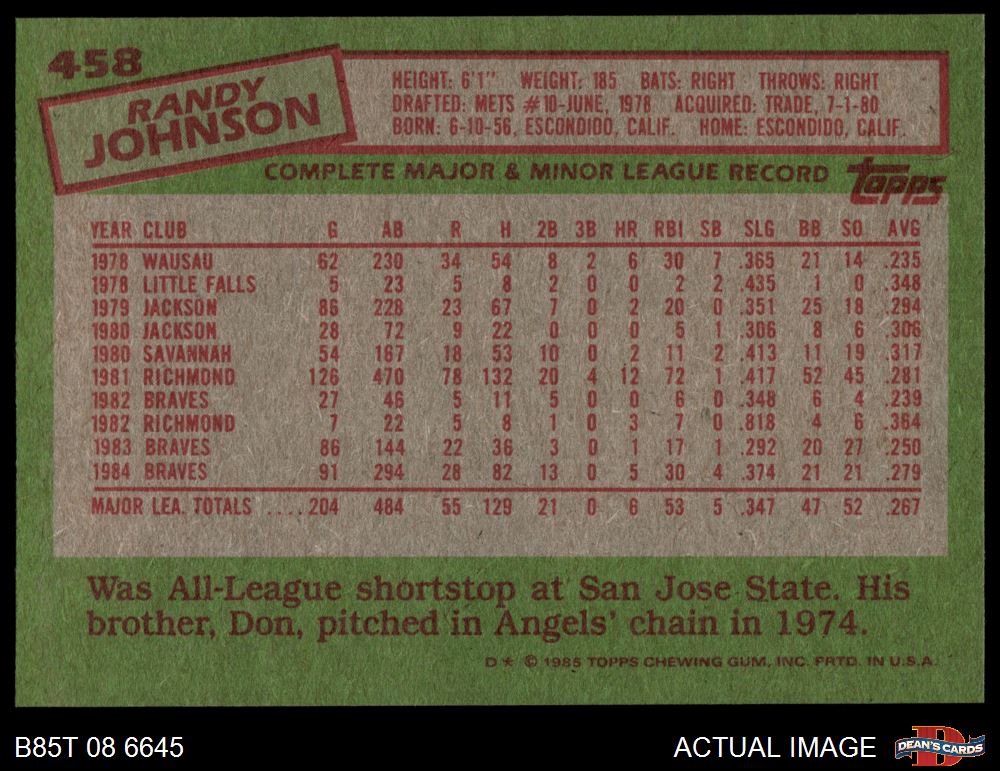 458
RANDY
JOHNSON
HEIGHT: 6'1" WEIGHT: 185 BATS: RIGHT THROWS: RIGHT
DRAFTED: METS #10-JUNE, 1978 ACQUIRED: TRADE, 7-1-80
BORN: 6-10-56, ESCONDIDO, CALIF. HOME: ESCONDIDO, CALIF.
COMPLETE MAJOR & MINOR LEAGUE RECORD topps
YEAR CLUB G AB R H 2B 3B HR RBI SB SLG BB SO AVG
1978 WAUSAU 62 230 34 54 8 2 6 30 7 .365 21 14 .235
1978 LITTLE FALLS 5 23 5 8 2 0 0 2 2 .435 1 0 .348
1979 JACKSON 86 228 23 67 7 0 2 20 0 .351 25 18 .294
1980 JACKSON 28 72 9 22 0 0 0 5 1 .306 8 6 .306
1980 SAVANNAH 54 167 18 53 10 0 2 11 2 .413 11 19 .317
1981 RICHMOND 126 470 78 132 20 4 12 72 1 .417 52 45 .281
1982 BRAVES 27 46 5 11 5 0 0 6 0 .348 6 4 .239
1982 RICHMOND 7 22 5 8 1 0 3 7 0 .818 4 6 .364
1983 BRAVES 86 144 22 36 3 0 1 17 1 .292 20 27 .250
1984 BRAVES 91 294 28 82 13 0 5 30 4 .374 21 21 .279
MAJOR LEA. TOTALS ....204 484 55 129 21 0 6 53 5 .347 47 52 .267
Was All-League shortstop at San Jose State. His
brother, Don, pitched in Angels' chain in 1974.
D* © 1985 TOPPS CHEWING GUM, INC. PRTD. IN U.S.A.
B85T 08 6645 ACTUAL IMAGE DEAN'S CARDS